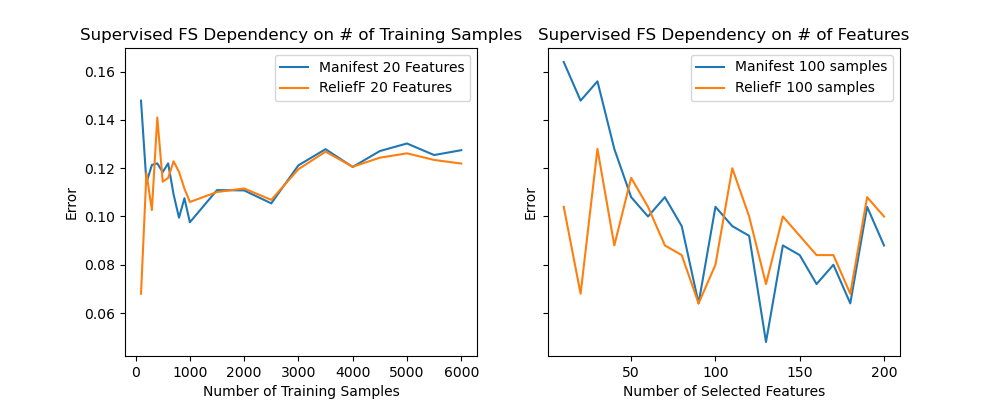 Supervised FS Dependency on # of Training Samples
Manifest 20 Features
ReliefF 20 Features
Error
0.16
0.14
0.12
0.10
0.08
0.06
0
1000
2000
3000
4000
5000
6000
Number of Training Samples
Supervised FS Dependency on # of Features
Manifest 100 samples
ReliefF 100 samples
Error
50
100
150
200
Number of Selected Features